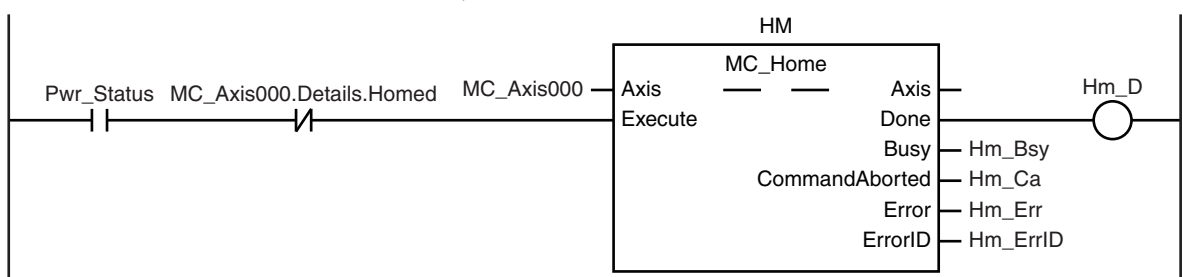 HM
MC_Home
Pwr_Status MC_Axis000.Details.Homed MC_Axis000 Axis Axis Hm_D
Execute Done
Busy Hm_Bsy
CommandAborted Hm_Ca
Error Hm_Err
ErrorID Hm_ErrID